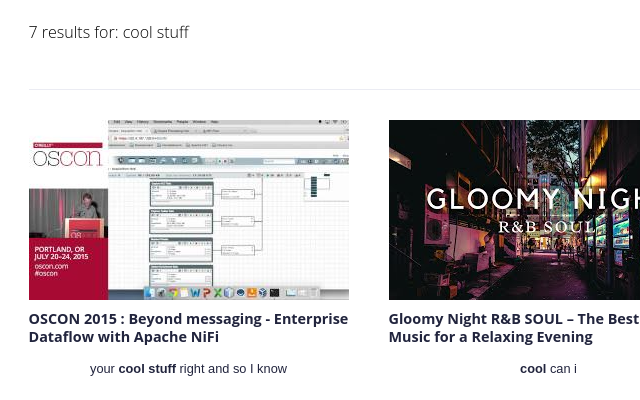 7 results for: cool stuff
O'REILLY
OSCON
PORTLAND, OR
JULY 20–24, 2015
oscon.com
#oscon
GLOOMY NIGH
R&B SOUL
OSCON 2015 : Beyond messaging - Enterprise
Dataflow with Apache NiFi
your cool stuff right and so I know
Gloomy Night R&B SOUL – The Best
Music for a Relaxing Evening
cool can i